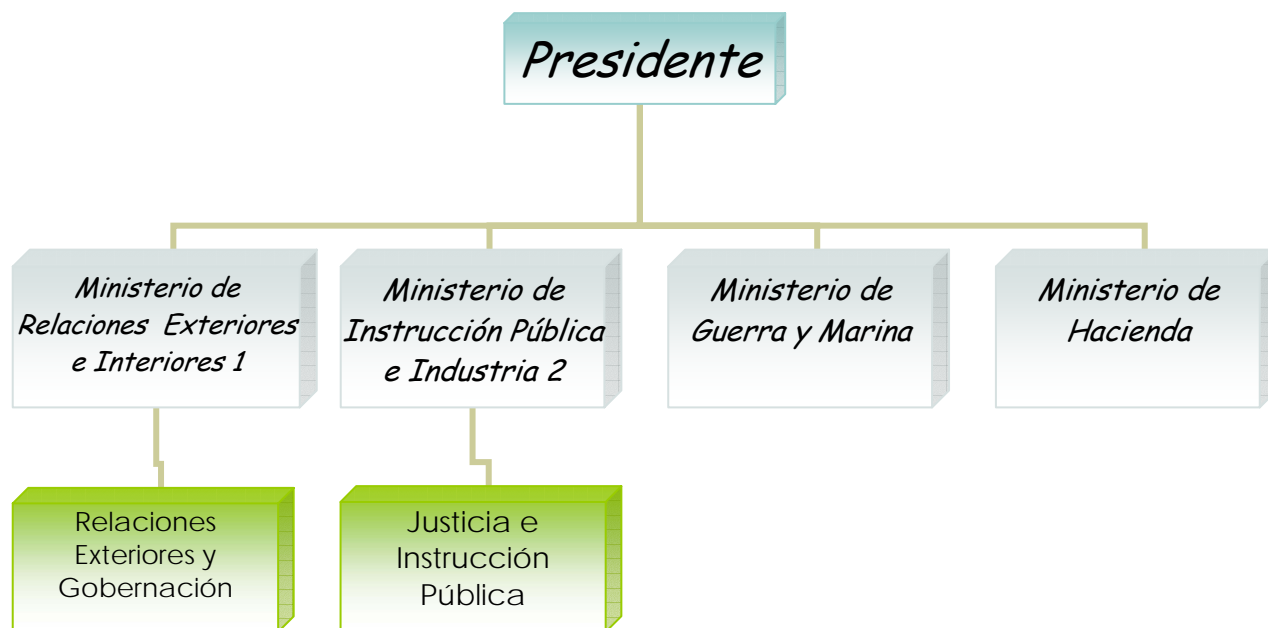 Presidente
Ministerio de
Relaciones Exteriores
e Interiores 1
Ministerio de
Instrucción Pública
e Industria 2
Ministerio de
Guerra y Marina
Ministerio de
Hacienda
Relaciones
Exteriores y
Gobernación
Justicia e
Instrucción
Pública